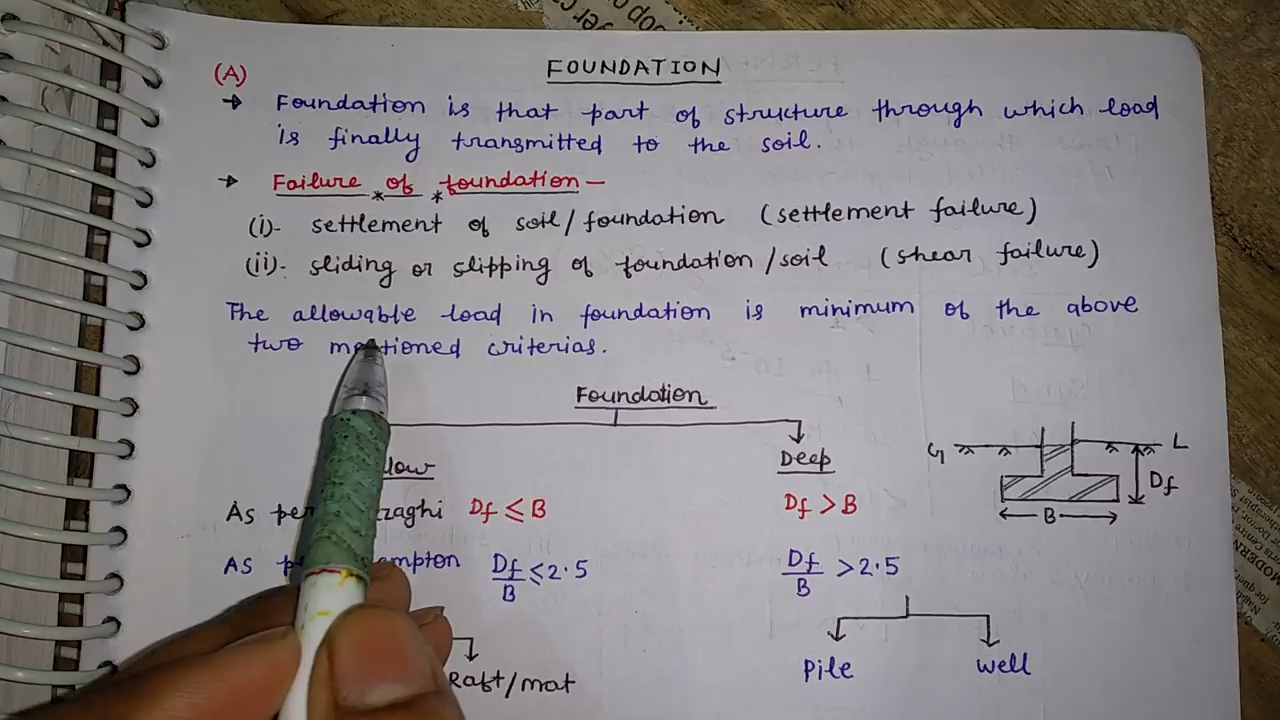 FOUNDATION
(A)
→ Foundation is that part of structure through which load
is finally transmitted to the soil.
→ Failure of foundation –
(i)- settlement of soil/foundation (settlement failure)
(ii)- sliding or slipping of foundation/soil (shear failure)
The allowable load in foundation is minimum of the above
two mentioned criterias.
Foundation
Deep
G L
Df
B
As per Df ≤ B
Df > B
As Df/B ≤ 2.5
Df/B > 2.5
Raft/mat
Pile
well
MODERN